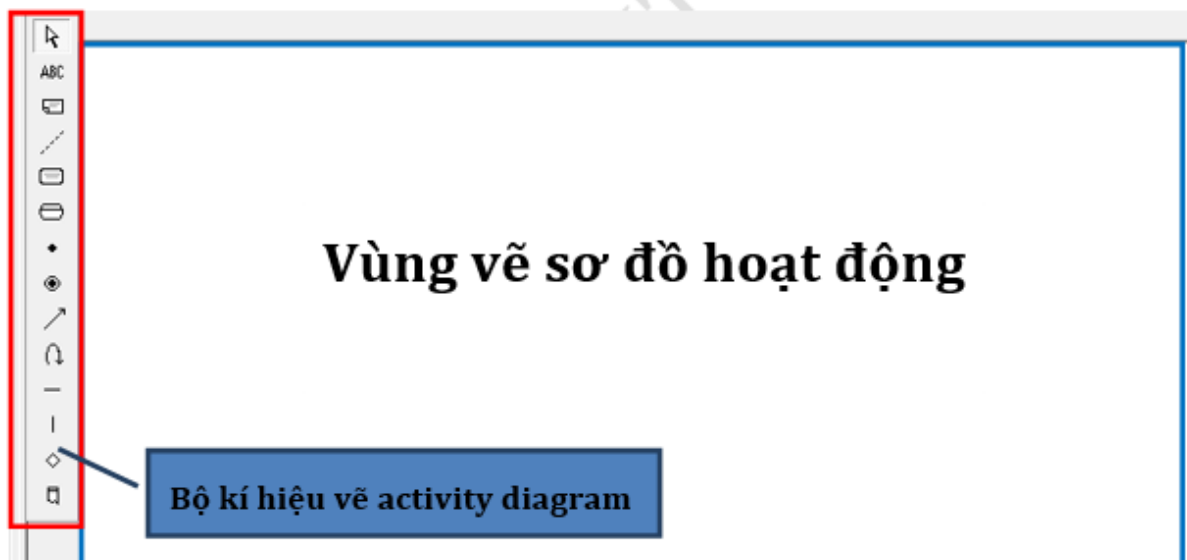 ABC
Vùng vẽ sơ đồ hoạt động
Bộ kí hiệu vẽ activity diagram